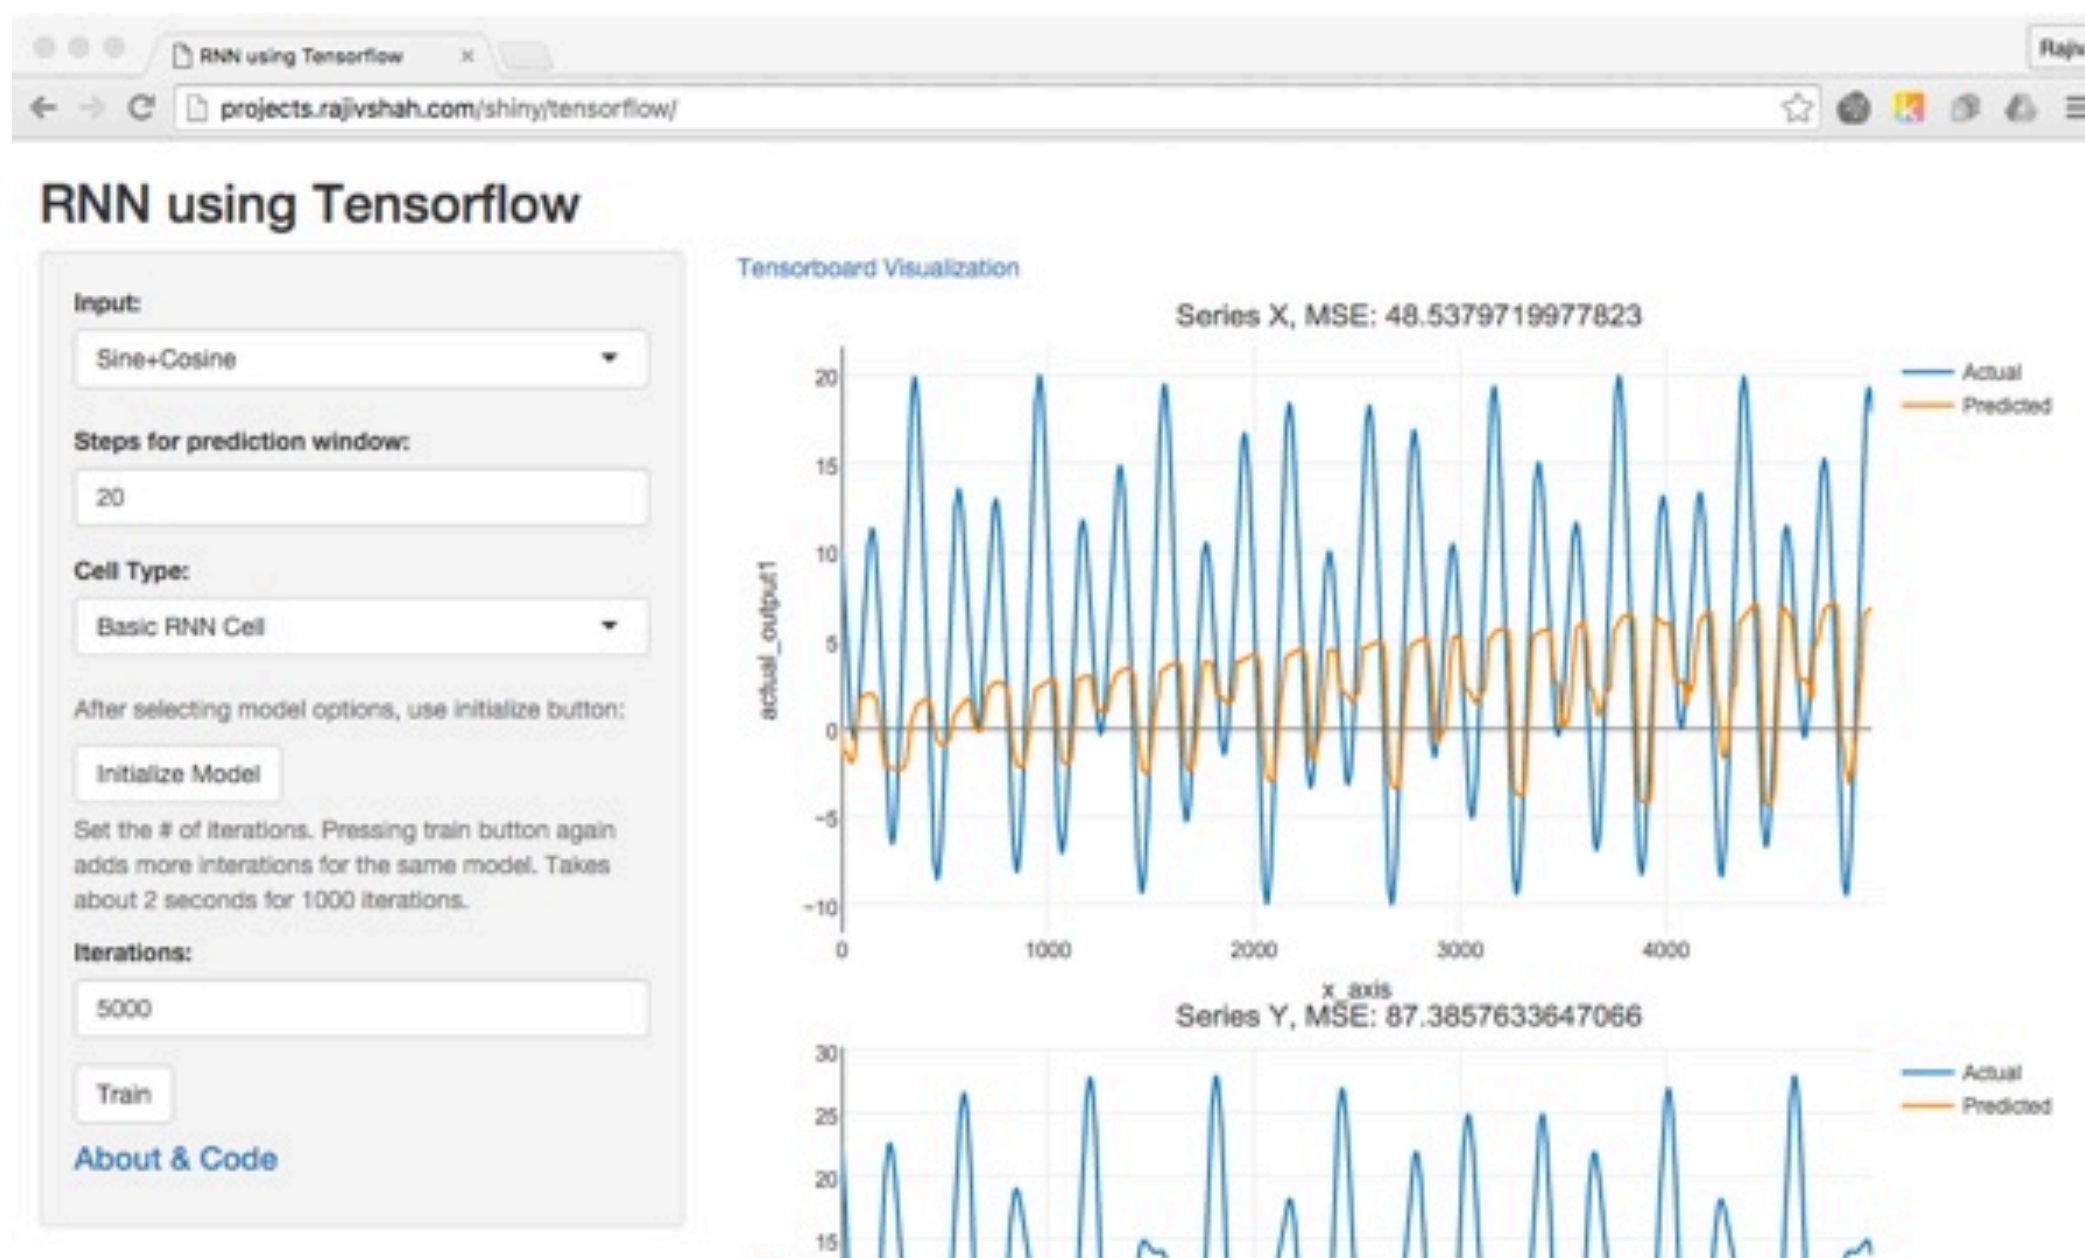 RNN using Tensorflow
Rajiv
projects.rajivshah.com/shiny/tensorflow/
RNN using Tensorflow
Input:
Sine+Cosine
Steps for prediction window:
20
Cell Type:
Basic RNN Cell
After selecting model options, use initialize button:
Initialize Model
Set the # of iterations. Pressing train button again
adds more interations for the same model. Takes
about 2 seconds for 1000 iterations.
Iterations:
5000
Train
About & Code
Tensorboard Visualization
Series X, MSE: 48.5379719977823
20
15
10
5
0
−5
−10
actual_output1
0 1000 2000 3000 4000
x_axis
Actual
Predicted
Series Y, MSE: 87.3857633647066
30
25
20
15
Actual
Predicted